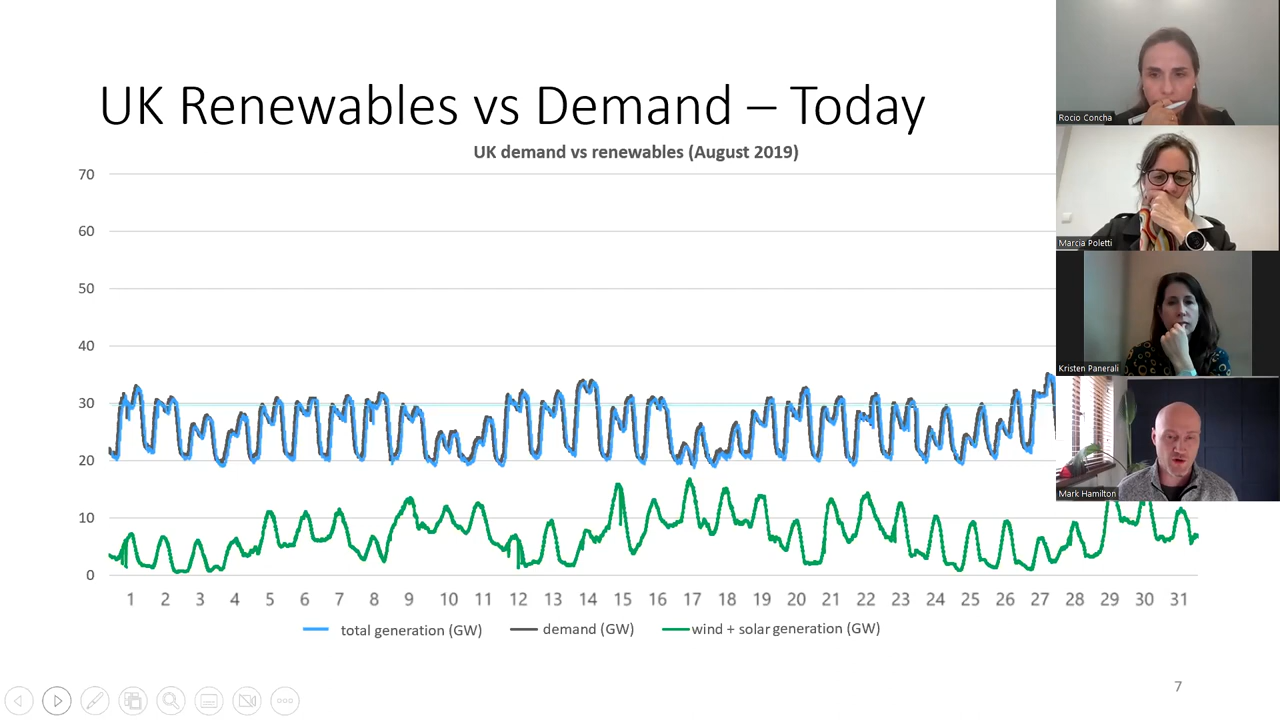 UK Renewables vs Demand – Today
UK demand vs renewables (August 2019)
70
60
50
40
30
20
10
0
1 2 3 4 5 6 7 8 9 10 11 12 13 14 15 16 17 18 19 20 21 22 23 24 25 26 27 28 29 30 31
total generation (GW) demand (GW) wind + solar generation (GW)
7
Rocio Concha
Marcia Poletti
Kristen Panerali
Mark Hamilton